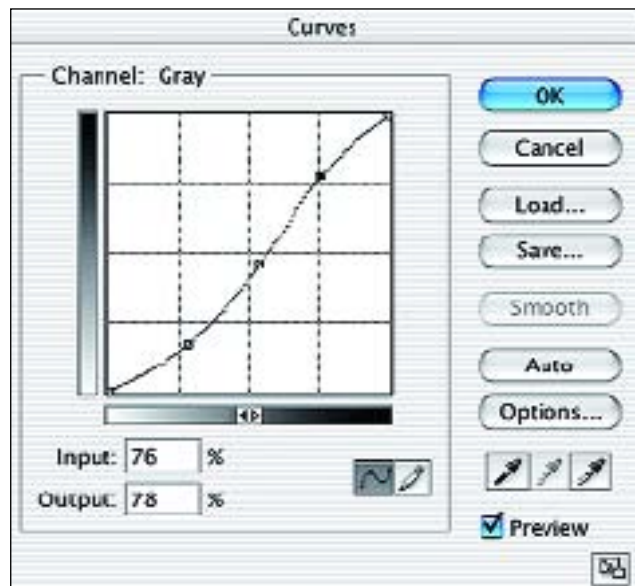 Curves
Channel: Gray
OK
Cancel
Load...
Save...
Smooth
Auto
Options...
Input: 76 %
Output: 78 %
Preview